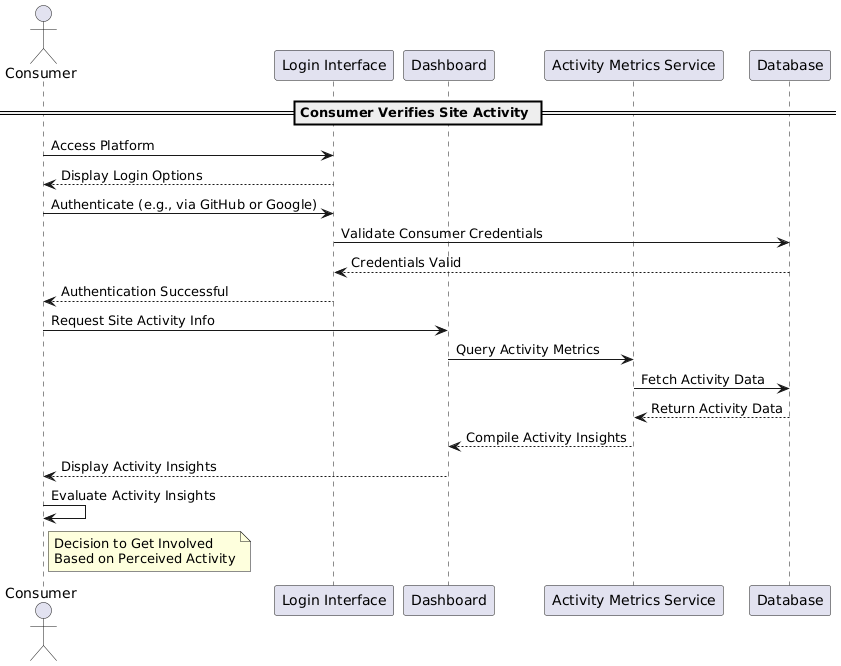 Consumer
Login Interface
Dashboard
Activity Metrics Service
Database
Consumer Verifies Site Activity
Access Platform
Display Login Options
Authenticate (e.g., via GitHub or Google)
Validate Consumer Credentials
Credentials Valid
Authentication Successful
Request Site Activity Info
Query Activity Metrics
Fetch Activity Data
Return Activity Data
Compile Activity Insights
Display Activity Insights
Evaluate Activity Insights
Decision to Get Involved
Based on Perceived Activity
Consumer
Login Interface
Dashboard
Activity Metrics Service
Database